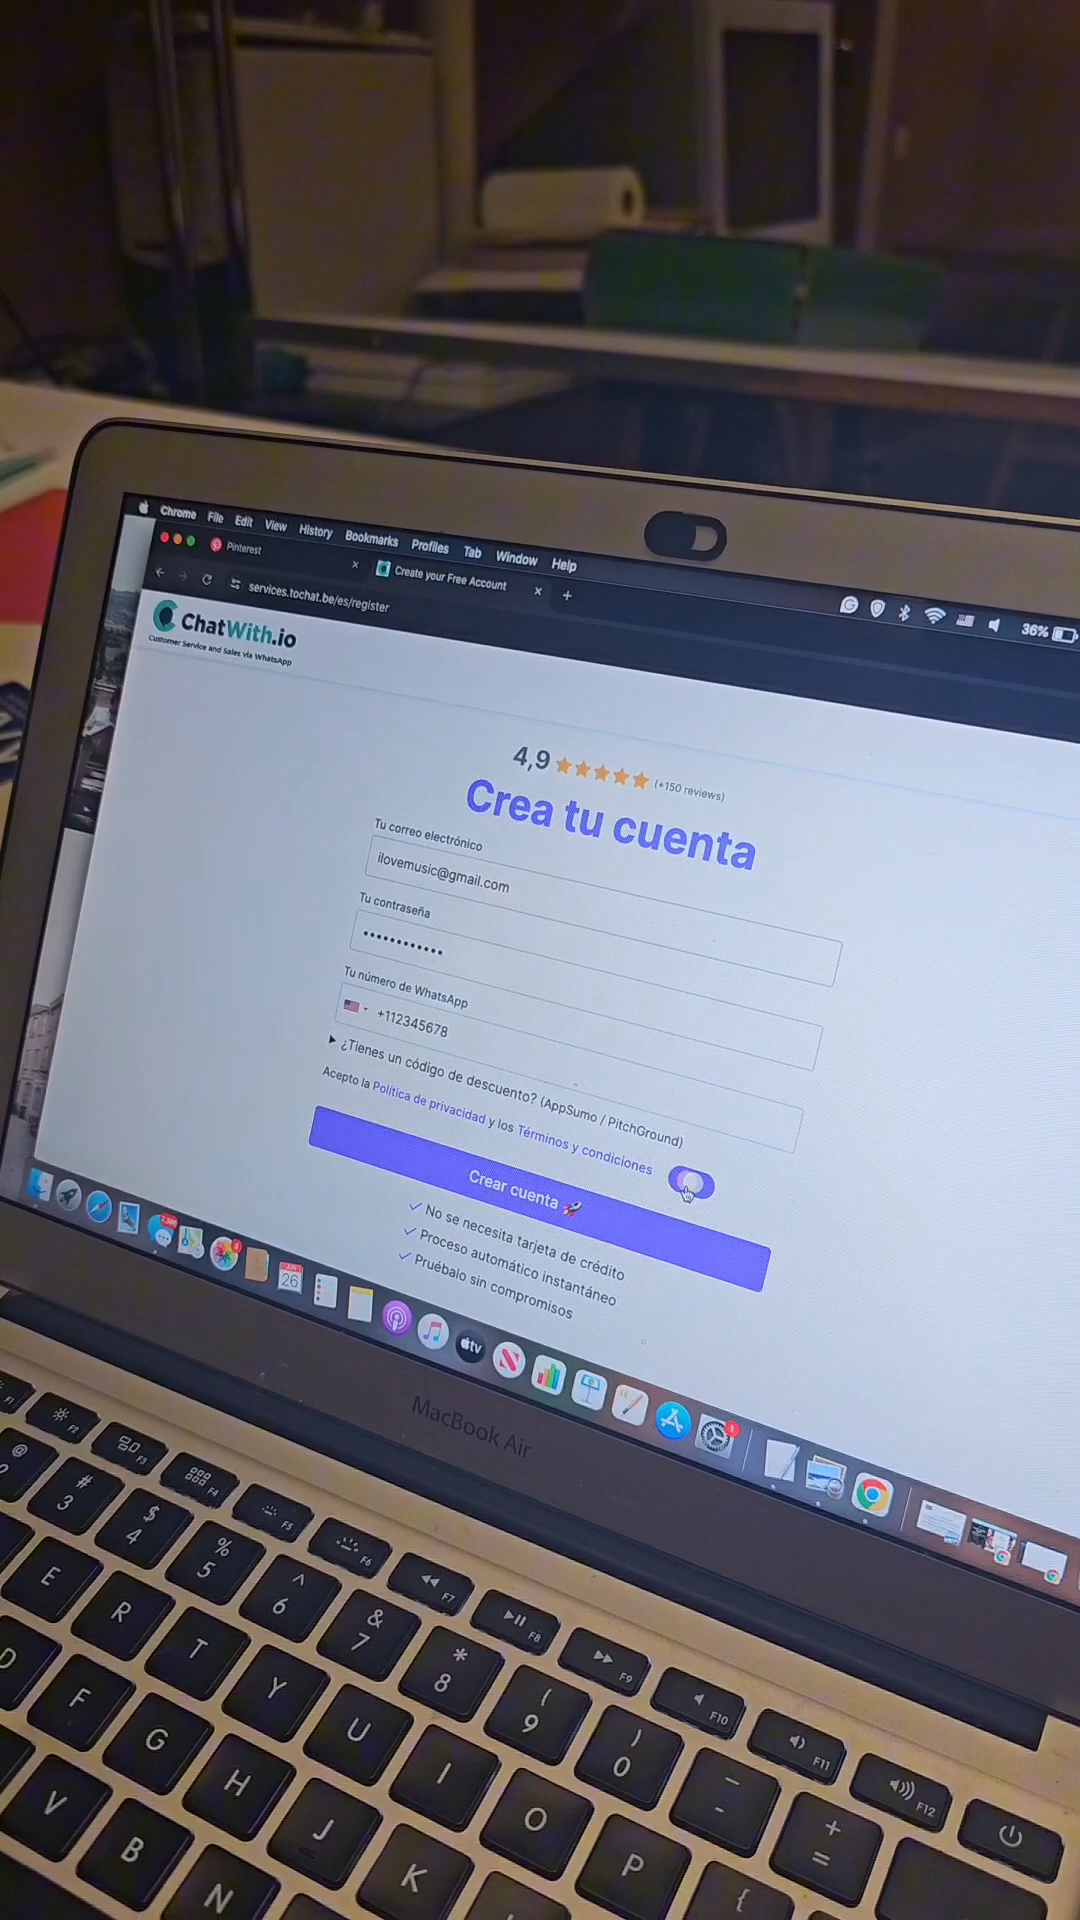 Chrome File Edit View History Bookmarks Profiles Tab Window Help
36%
Pinterest
Create your Free Account
services.tochat.be/es/register
ChatWith.io
Customer Service and Sales via WhatsApp
4,9 (+150 reviews)
Crea tu cuenta
Tu correo electrónico
ilovemusic@gmail.com
Tu contraseña
••••••••••••
Tu número de WhatsApp
+112345678
¿Tienes un código de descuento? (AppSumo / PitchGround)
Acepto la Política de privacidad y los Términos y condiciones
Crear cuenta 🚀
No se necesita tarjeta de crédito
Proceso automático instantáneo
Pruébalo sin compromisos
JUN
26
tv
MacBook Air
F1 F2 F3 F4 F5 F6 F7 F8 F9 F10 F11 F12
@ # $ % ^ & * ( ) _ +
3 4 5 6 7 8 9 0 - =
E R T Y U I O P {
D F G H J K
V B N